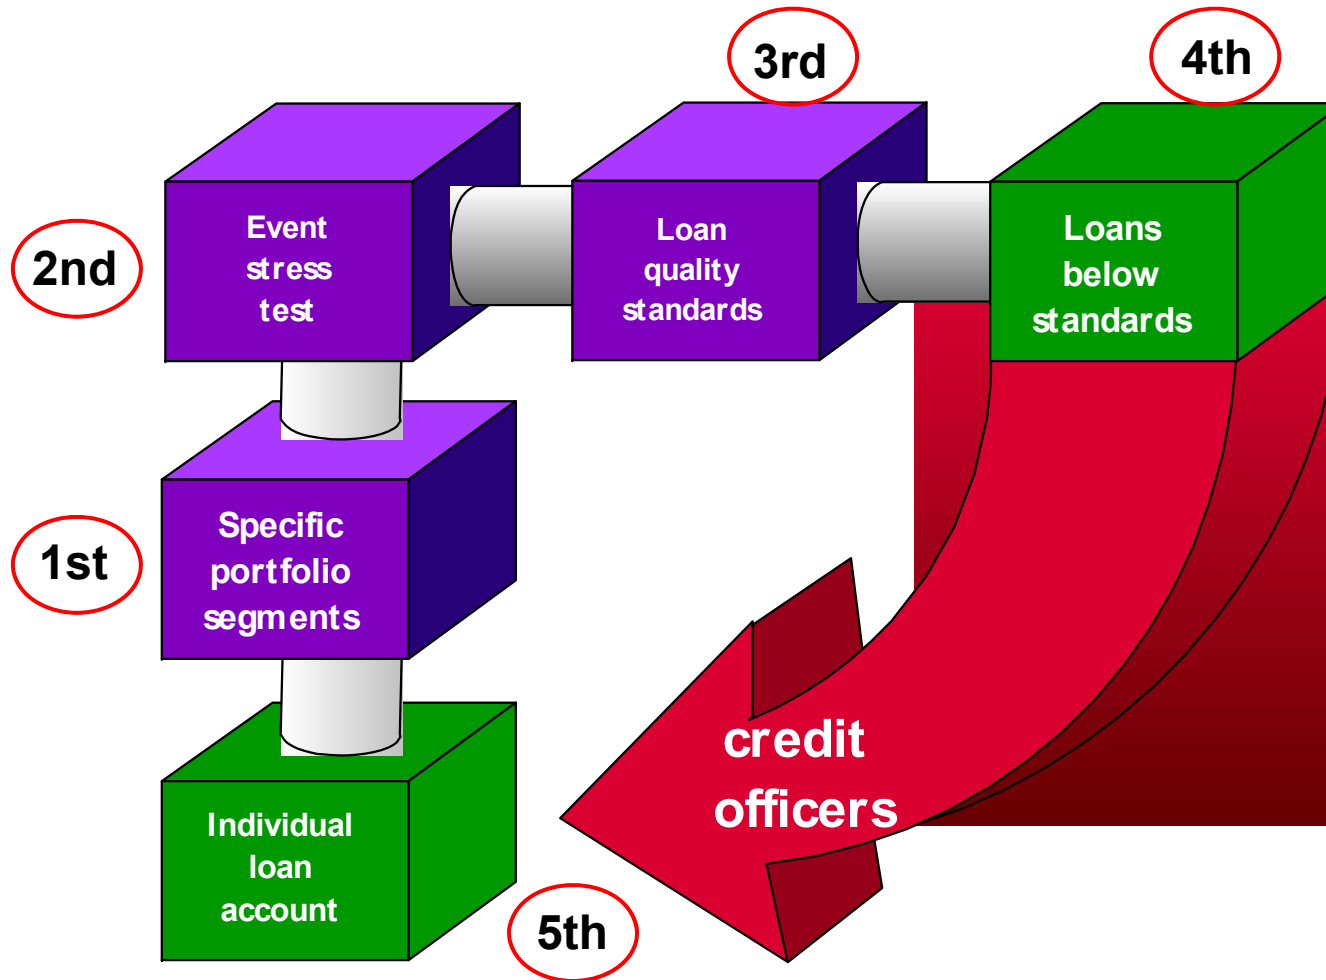 3rd
4th
2nd
Event
stress
test
Loan
quality
standards
Loans
below
standards
1st
Specific
portfolio
segments
credit
officers
Individual
loan
account
5th